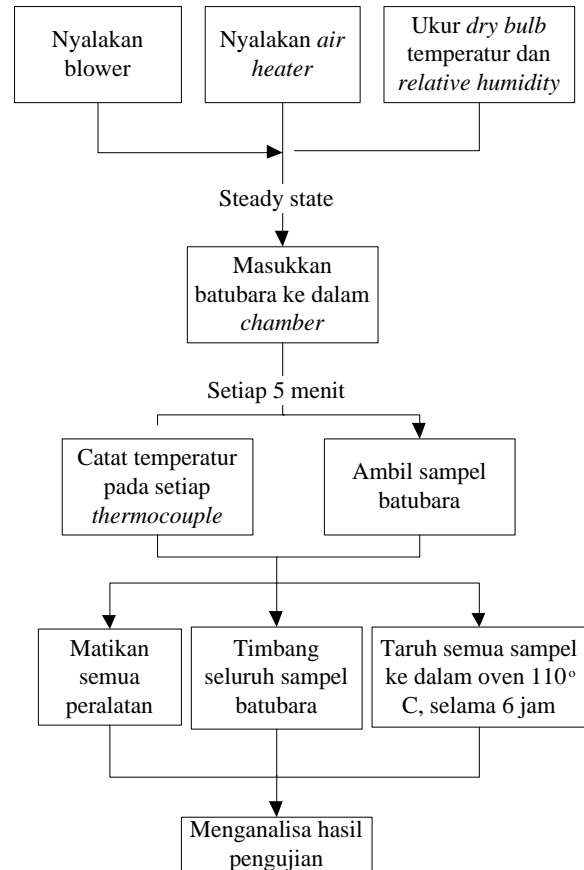 Nyalakan
blower
Nyalakan air
heater
Ukur dry bulb
temperatur dan
relative humidity
Steady state
Masukkan
batubara ke dalam
chamber
Setiap 5 menit
Catat temperatur
pada setiap
thermocouple
Ambil sampel
batubara
Matikan
semua
peralatan
Timbang
seluruh sampel
batubara
Taruh semua sampel
ke dalam oven 110°
C, selama 6 jam
Menganalisa hasil
pengujian